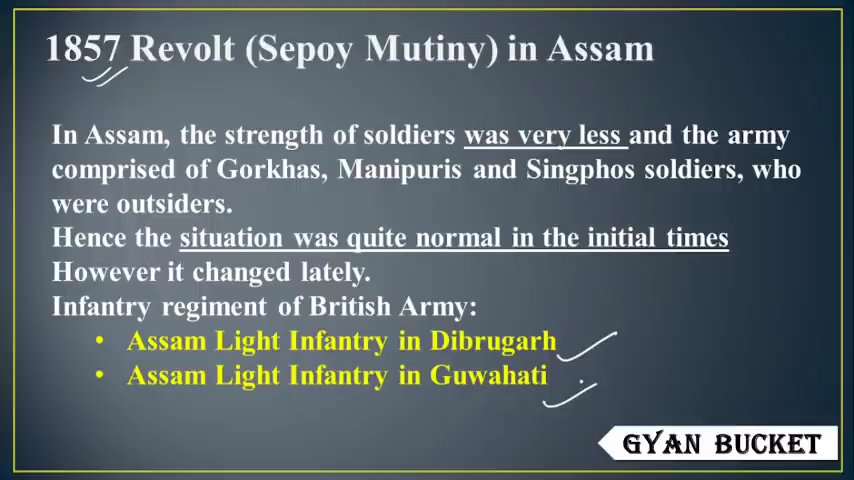 1857 Revolt (Sepoy Mutiny) in Assam
In Assam, the strength of soldiers was very less and the army
comprised of Gorkhas, Manipuris and Singphos soldiers, who
were outsiders.
Hence the situation was quite normal in the initial times
However it changed lately.
Infantry regiment of British Army:
• Assam Light Infantry in Dibrugarh
• Assam Light Infantry in Guwahati
GYAN BUCKET